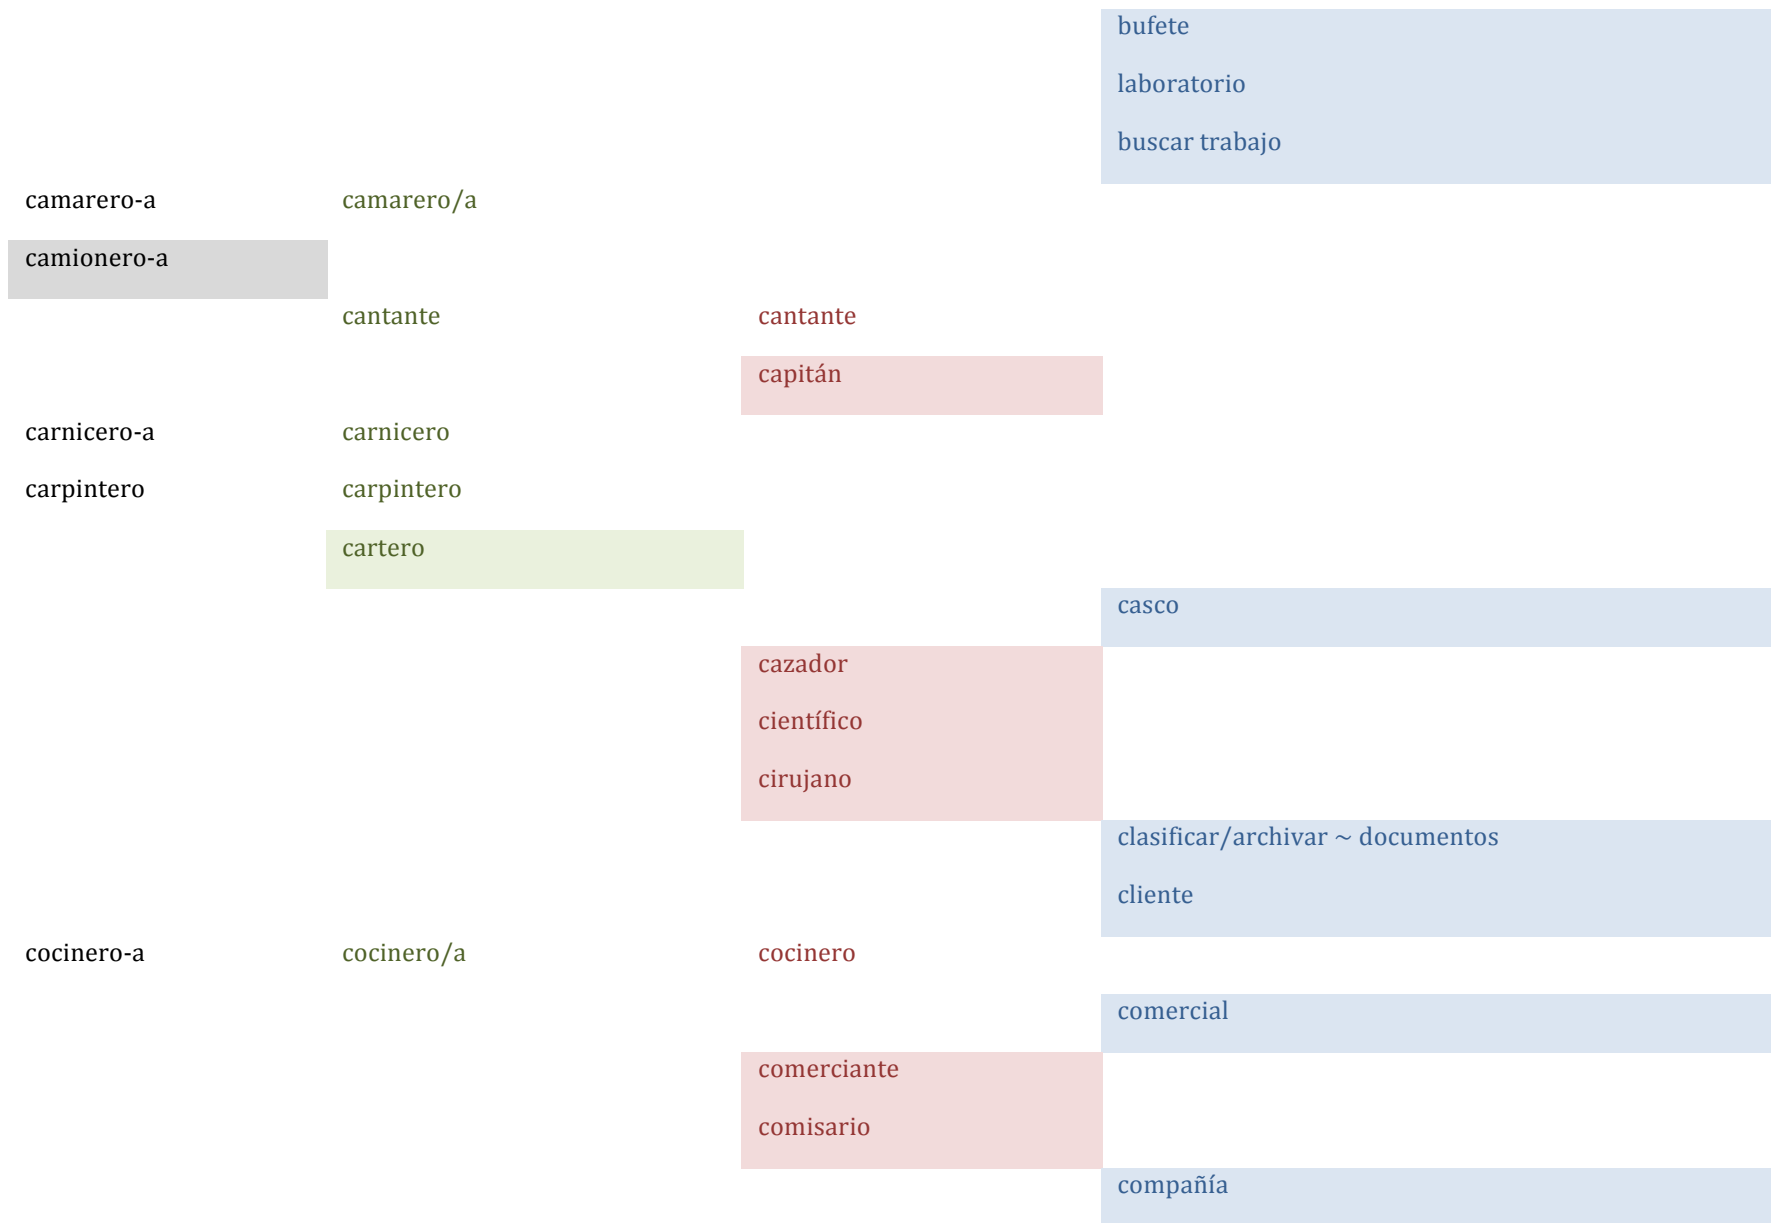 bufete
laboratorio
buscar trabajo
camarero-a camarero/a
camionero-a
cantante cantante
capitán
carnicero-a carnicero
carpintero carpintero
cartero
casco
cazador
científico
cirujano
clasificar/archivar ~ documentos
cliente
cocinero-a cocinero/a cocinero
comercial
comerciante
comisario
compañía